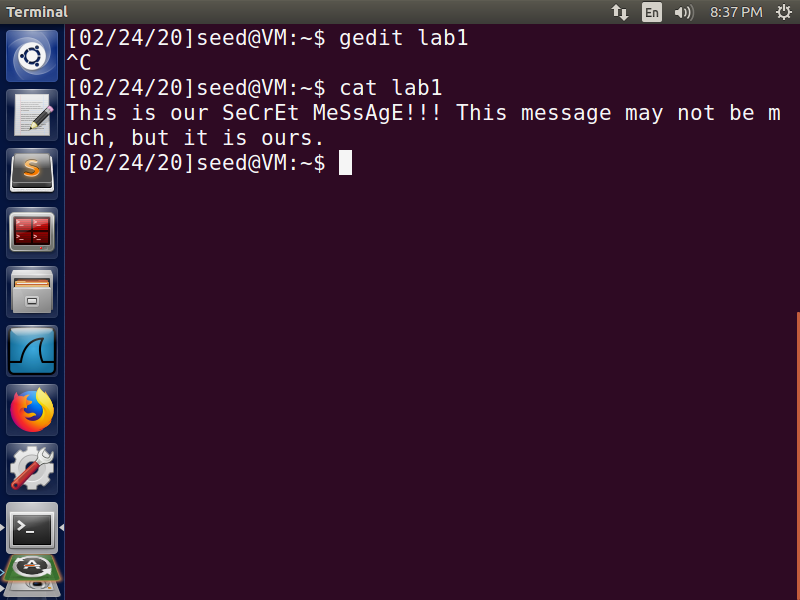 Terminal
En
8:37 PM
[02/24/20]seed@VM:~$ gedit lab1
^C
[02/24/20]seed@VM:~$ cat lab1
This is our SeCrEt MeSsAgE!!! This message may not be m
uch, but it is ours.
[02/24/20]seed@VM:~$